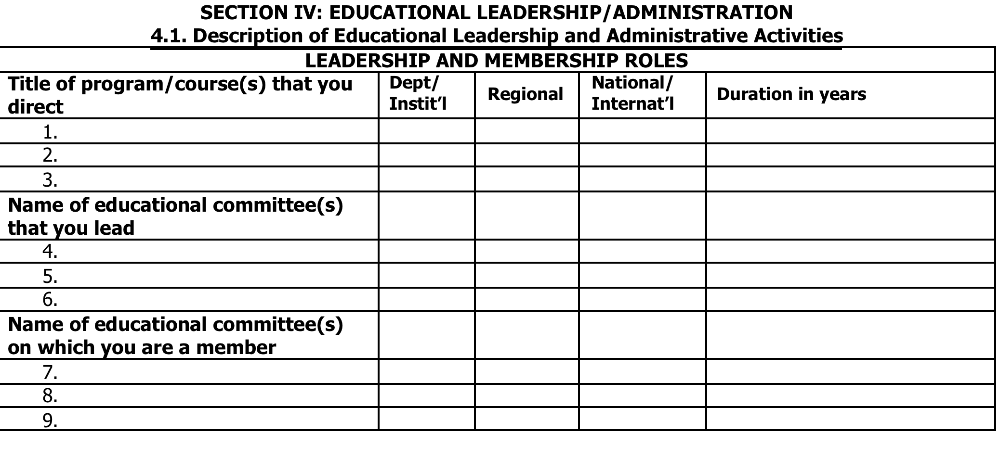 SECTION IV: EDUCATIONAL LEADERSHIP/ADMINISTRATION
4.1. Description of Educational Leadership and Administrative Activities
LEADERSHIP AND MEMBERSHIP ROLES
Title of program/course(s) that you
direct
Dept/
Instit’l
Regional
National/
Internat’l
Duration in years
1.
2.
3.
Name of educational committee(s)
that you lead
4.
5.
6.
Name of educational committee(s)
on which you are a member
7.
8.
9.